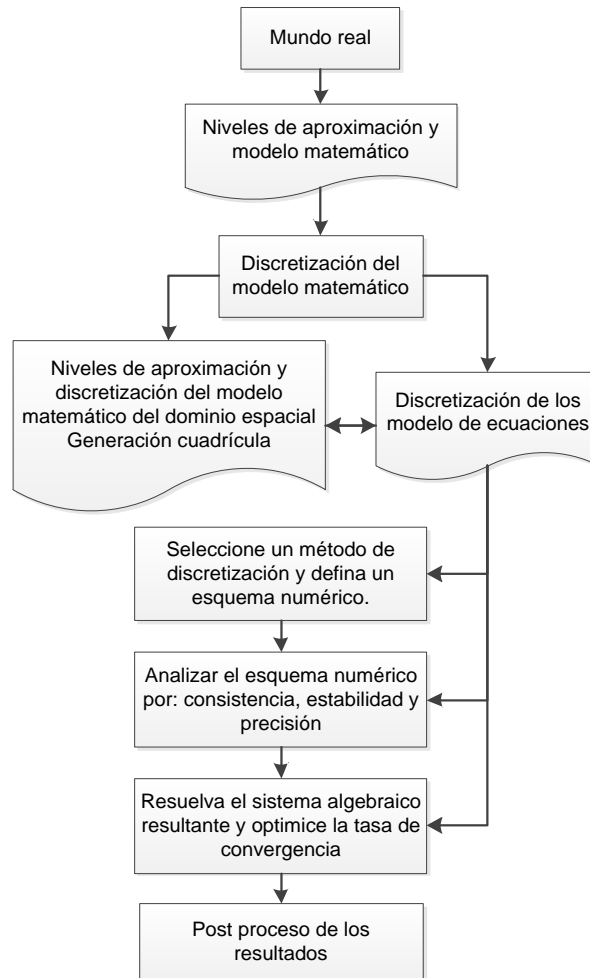 Mundo real
Niveles de aproximación y
modelo matemático
Discretización del
modelo matemático
Niveles de aproximación y
discretización del modelo
matemático del dominio espacial
Generación cuadrícula
Discretización de los
modelo de ecuaciones
Seleccione un método de
discretización y defina un
esquema numérico.
Analizar el esquema numérico
por: consistencia, estabilidad y
precisión
Resuelva el sistema algebraico
resultante y optimice la tasa de
convergencia
Post proceso de los
resultados